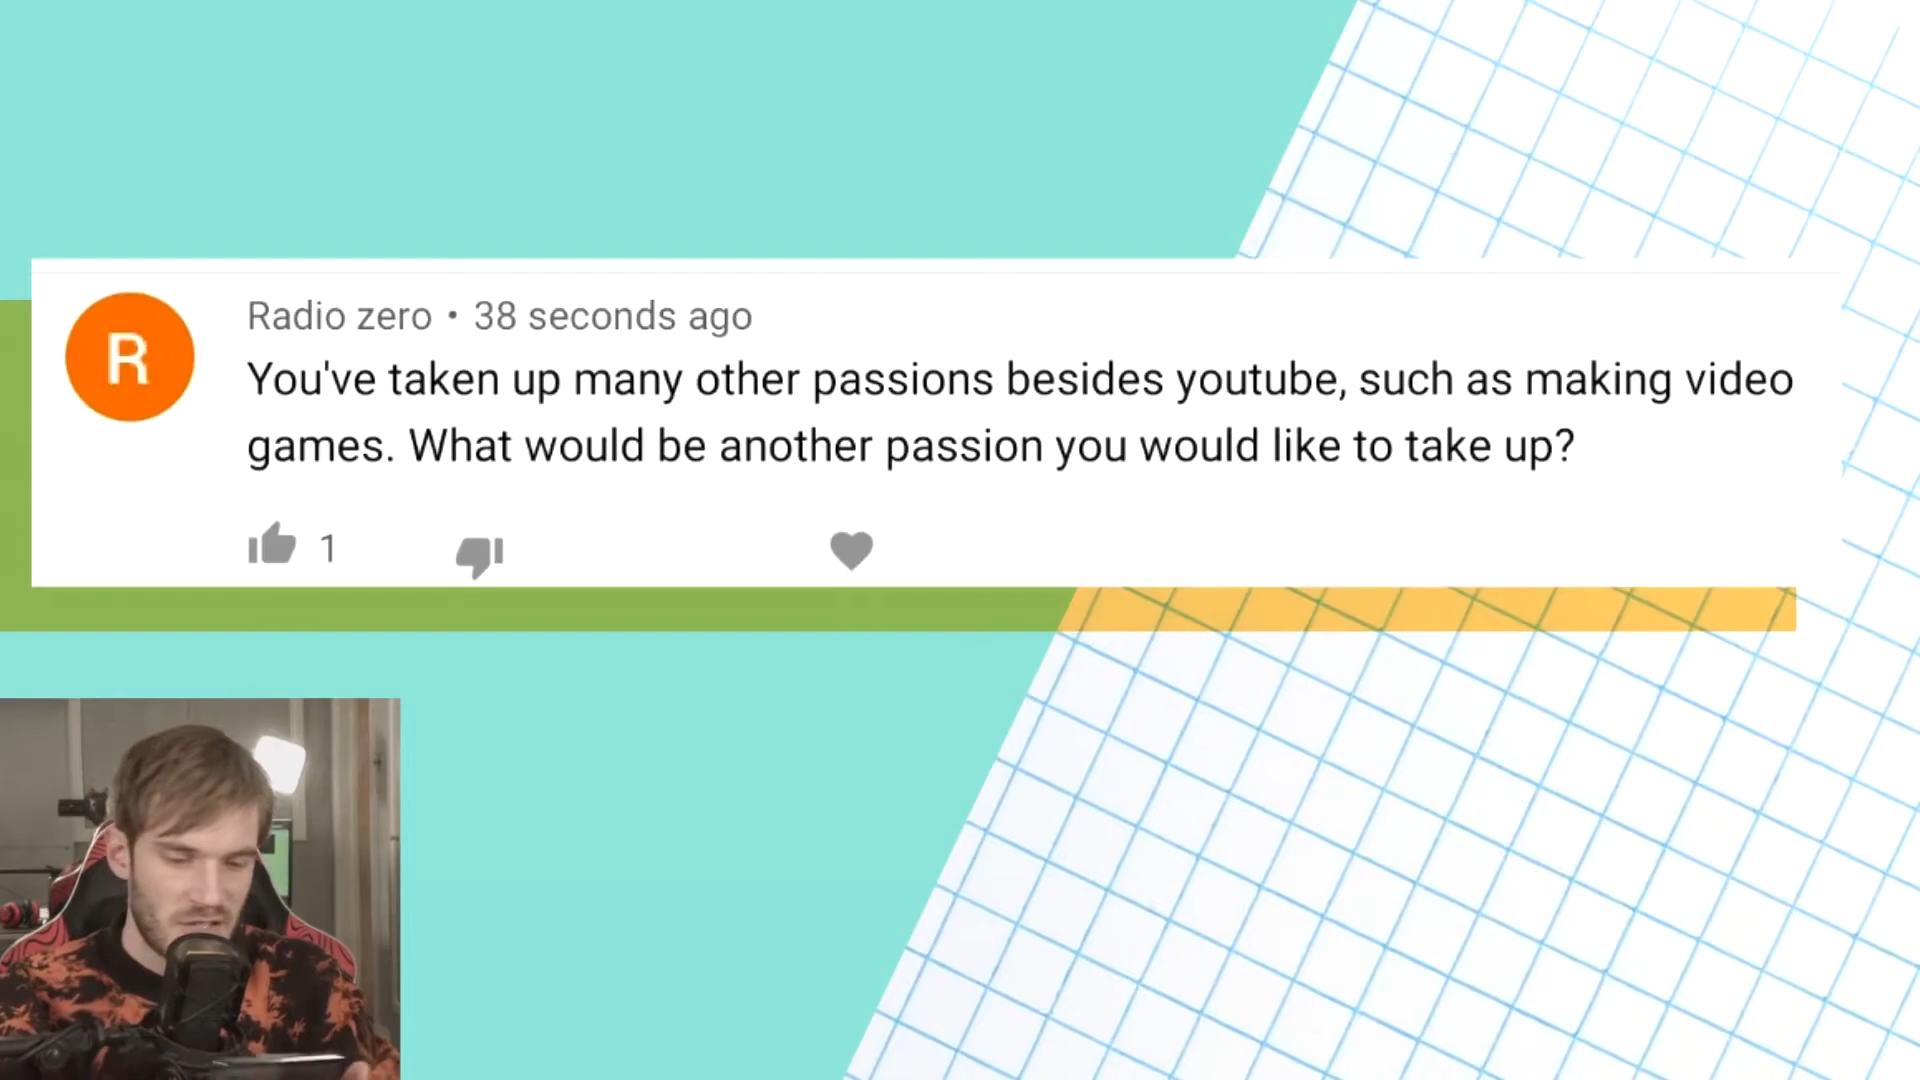 R
Radio zero • 38 seconds ago
You've taken up many other passions besides youtube, such as making video
games. What would be another passion you would like to take up?
1